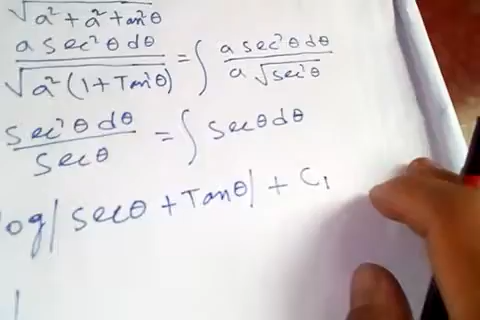 √a² + a² + an²θ
a sec²θ dθ / √a²(1 + Tan²θ) = ∫ a sec²θ dθ / a √sec²θ
sec²θ dθ / secθ = ∫ secθ dθ
og| secθ + Tanθ| + C₁